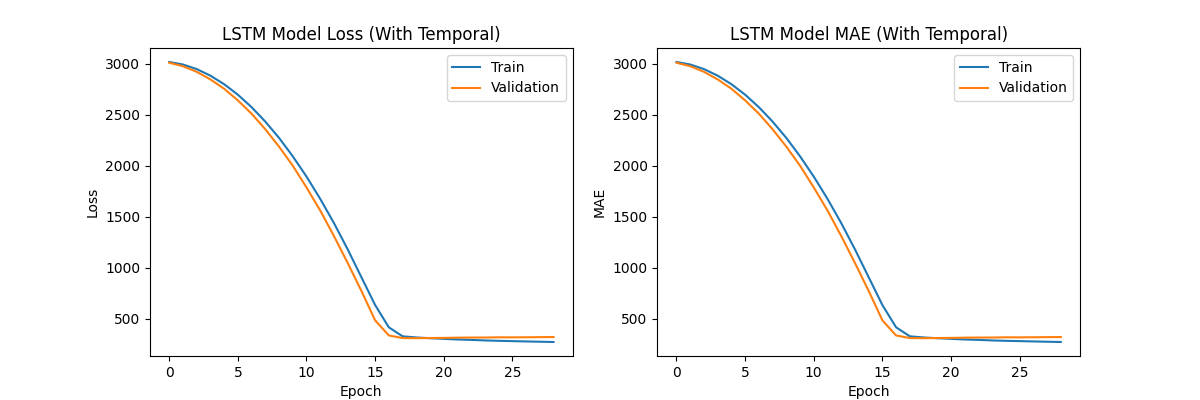 LSTM Model Loss (With Temporal)
3000
2500
2000
1500
1000
500
Loss
0 5 10 15 20 25
Epoch
Train
Validation
LSTM Model MAE (With Temporal)
3000
2500
2000
1500
1000
500
MAE
0 5 10 15 20 25
Epoch
Train
Validation